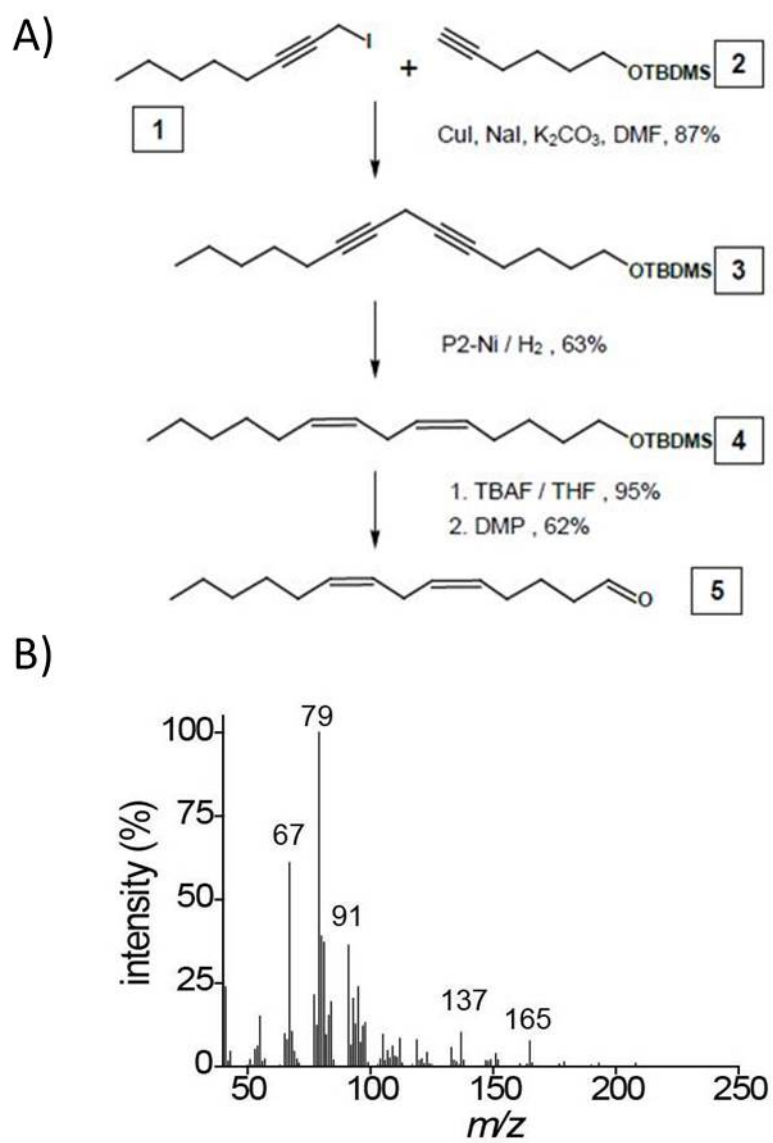 A)
I
+
OTBDMS 2
1
CuI, NaI, K₂CO₃, DMF, 87%
OTBDMS 3
P2-Ni / H₂ , 63%
OTBDMS 4
1. TBAF / THF , 95%
2. DMP , 62%
O 5
B)
intensity (%)
100
75
50
25
0
79
67
91
137
165
50 100 150 200 250
m/z